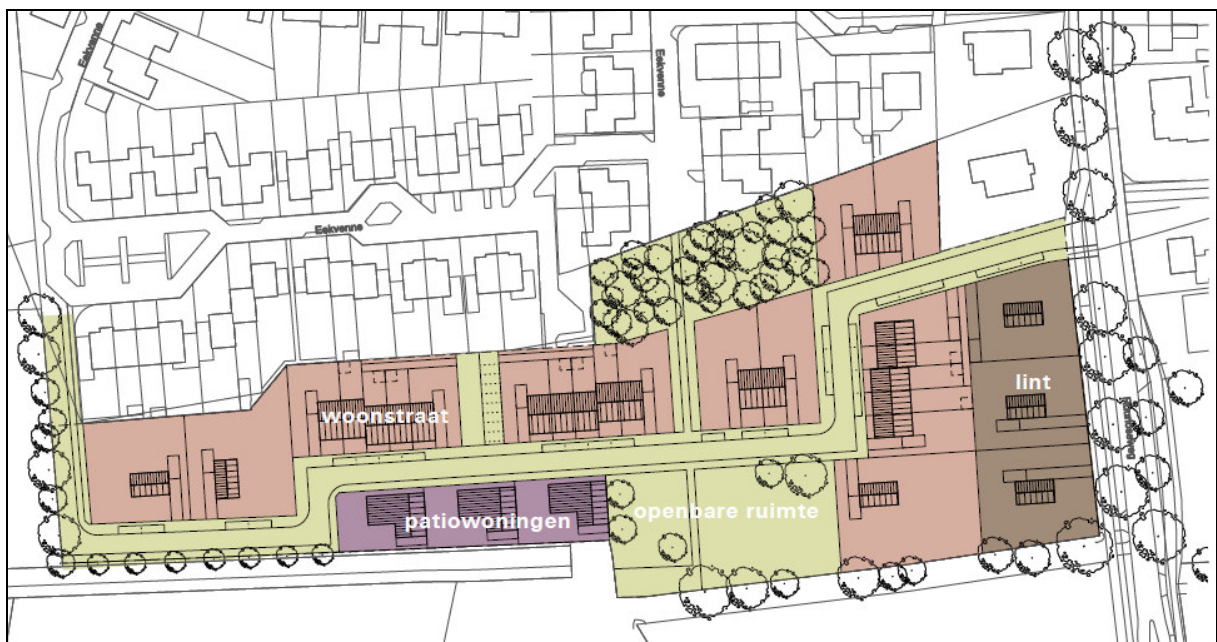 Eekvenne
Eekvenne
Eekvenne
lint
woonstraat
patiowoningen
openbare ruimte